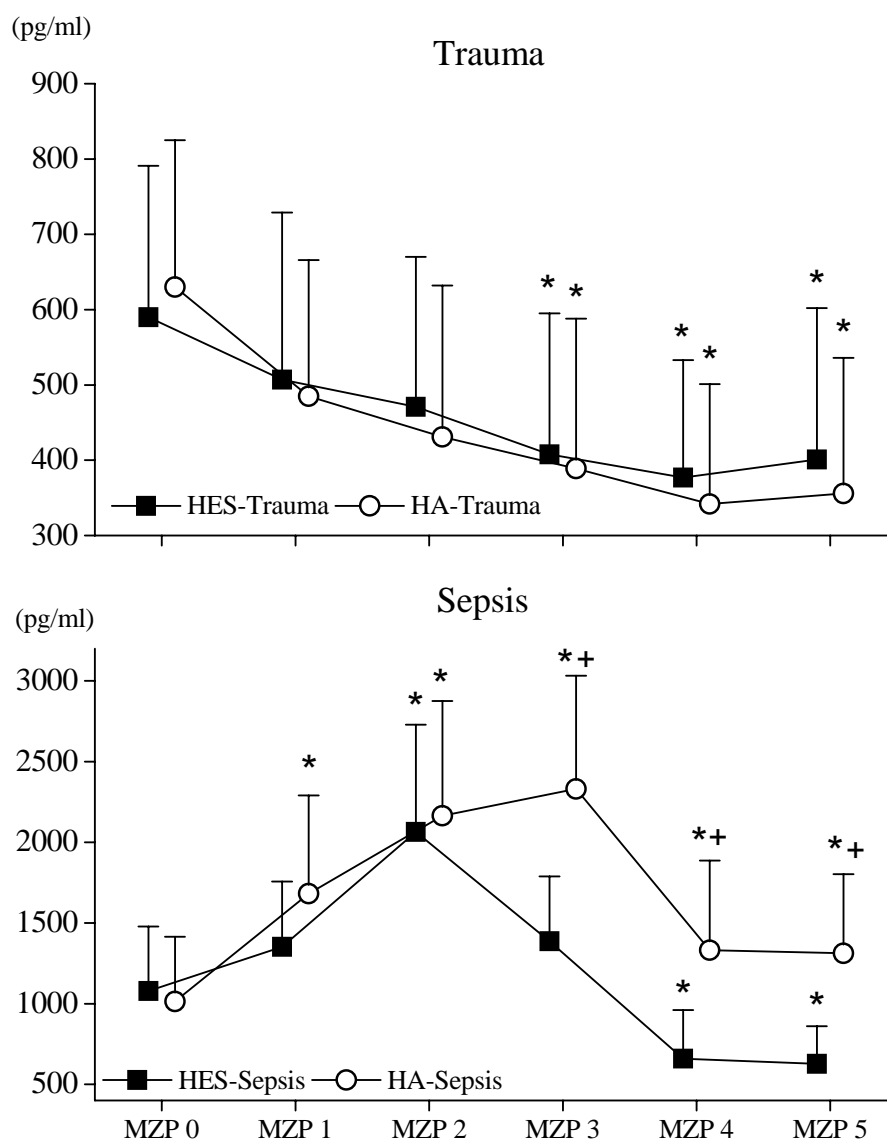 (pg/ml)
Trauma
900
800
700
600
500
400
300
* * * * * *
HES-Trauma HA-Trauma
(pg/ml)
Sepsis
3000
2500
2000
1500
1000
500
* * * *+ *+ *+ * *
HES-Sepsis HA-Sepsis
MZP 0 MZP 1 MZP 2 MZP 3 MZP 4 MZP 5